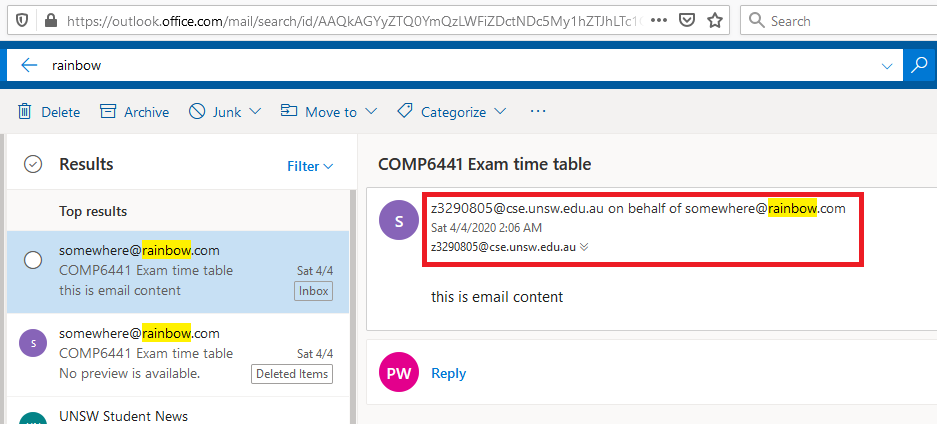 https://outlook.office.com/mail/search/id/AAQkAGYyZTQ0YmQzLWFiZDctNDc5My1hZTJhLTc1
Search
rainbow
Delete Archive Junk Move to Categorize
Results
Filter
Top results
somewhere@rainbow.com
COMP6441 Exam time table Sat 4/4
this is email content Inbox
S
somewhere@rainbow.com
COMP6441 Exam time table Sat 4/4
No preview is available. Deleted Items
UNSW Student News
COMP6441 Exam time table
S
z3290805@cse.unsw.edu.au on behalf of somewhere@rainbow.com
Sat 4/4/2020 2:06 AM
z3290805@cse.unsw.edu.au
this is email content
PW Reply